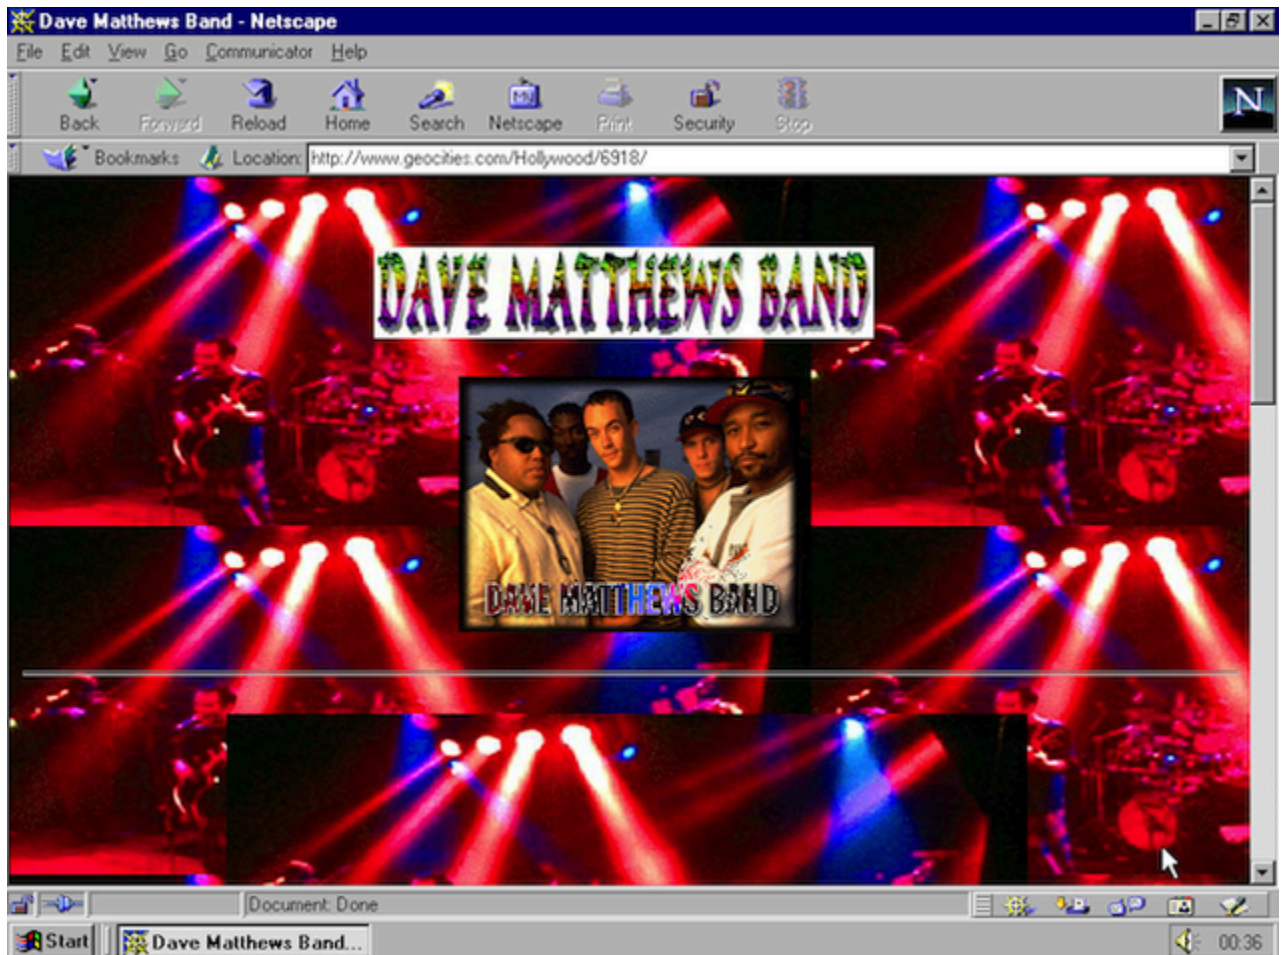 Dave Matthews Band - Netscape
File Edit View Go Communicator Help
Back Forward Reload Home Search Netscape Print Security Stop
N
Bookmarks Location: http://www.geocities.com/Hollywood/6918/
DAVE MATTHEWS BAND
DAVE MATTHEWS BAND
Document: Done
Start Dave Matthews Band... 00:36